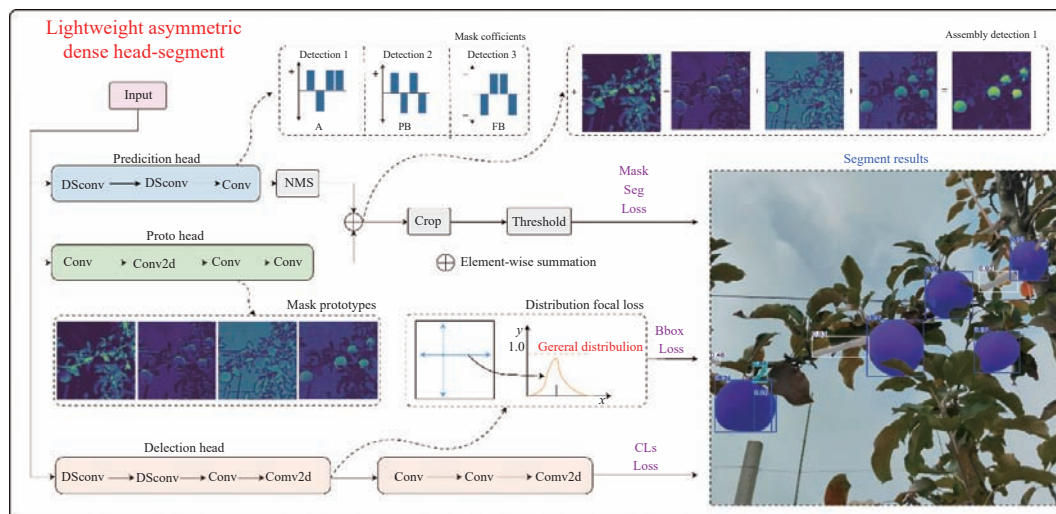 Lightweight asymmetric
dense head-segment
Mask cofficients
Detection 1
Detection 2
Detection 3
+
+
−
−
A
PB
FB
Assembly detection 1
+
−
+
+
=
Input
Predicition head
DSconv
DSconv
Conv
NMS
Crop
Threshold
Mask
Seg
Loss
Segment results
Proto head
Conv
Conv2d
Conv
Conv
Element-wise summation
Mask prototypes
Distribution focal loss
y
1.0
Gereral distribution
x
Bbox
Loss
Delection head
DSconv
DSconv
Conv
Comv2d
Conv
Conv
Comv2d
CLs
Loss